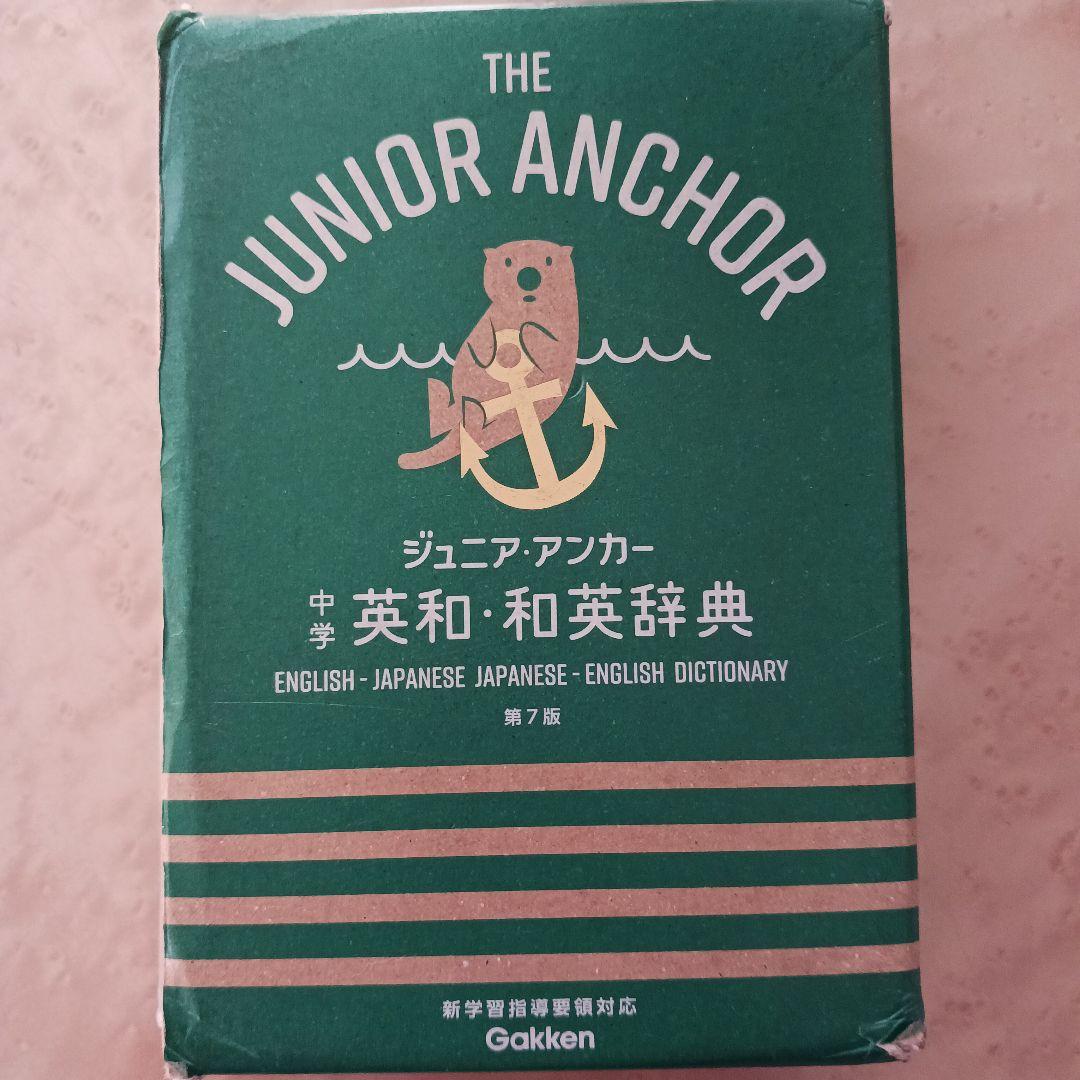 THE
JUNIOR ANCHOR
ジュニア・アンカー
中学 英和・和英辞典
ENGLISH - JAPANESE JAPANESE - ENGLISH DICTIONARY
第7版
新学習指導要領対応
Gakken